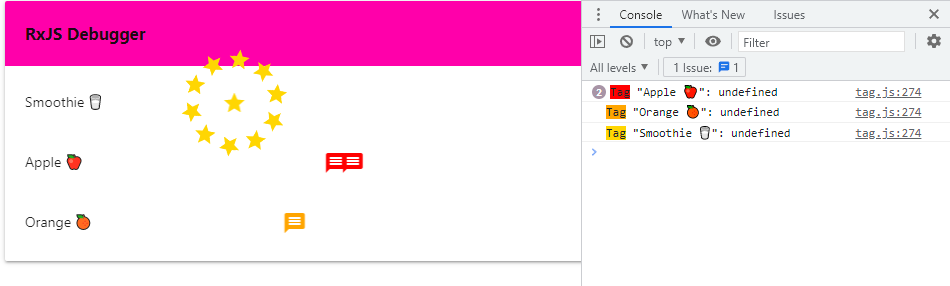 RxJS Debugger
Smoothie 🥛
Apple 🍎
Orange 🍊
Console What's New Issues
top ▼ Filter
All levels ▼ 1 Issue: 1
2 Tag "Apple 🍎": undefined tag.js:274
Tag "Orange 🍊": undefined tag.js:274
Tag "Smoothie 🥛": undefined tag.js:274